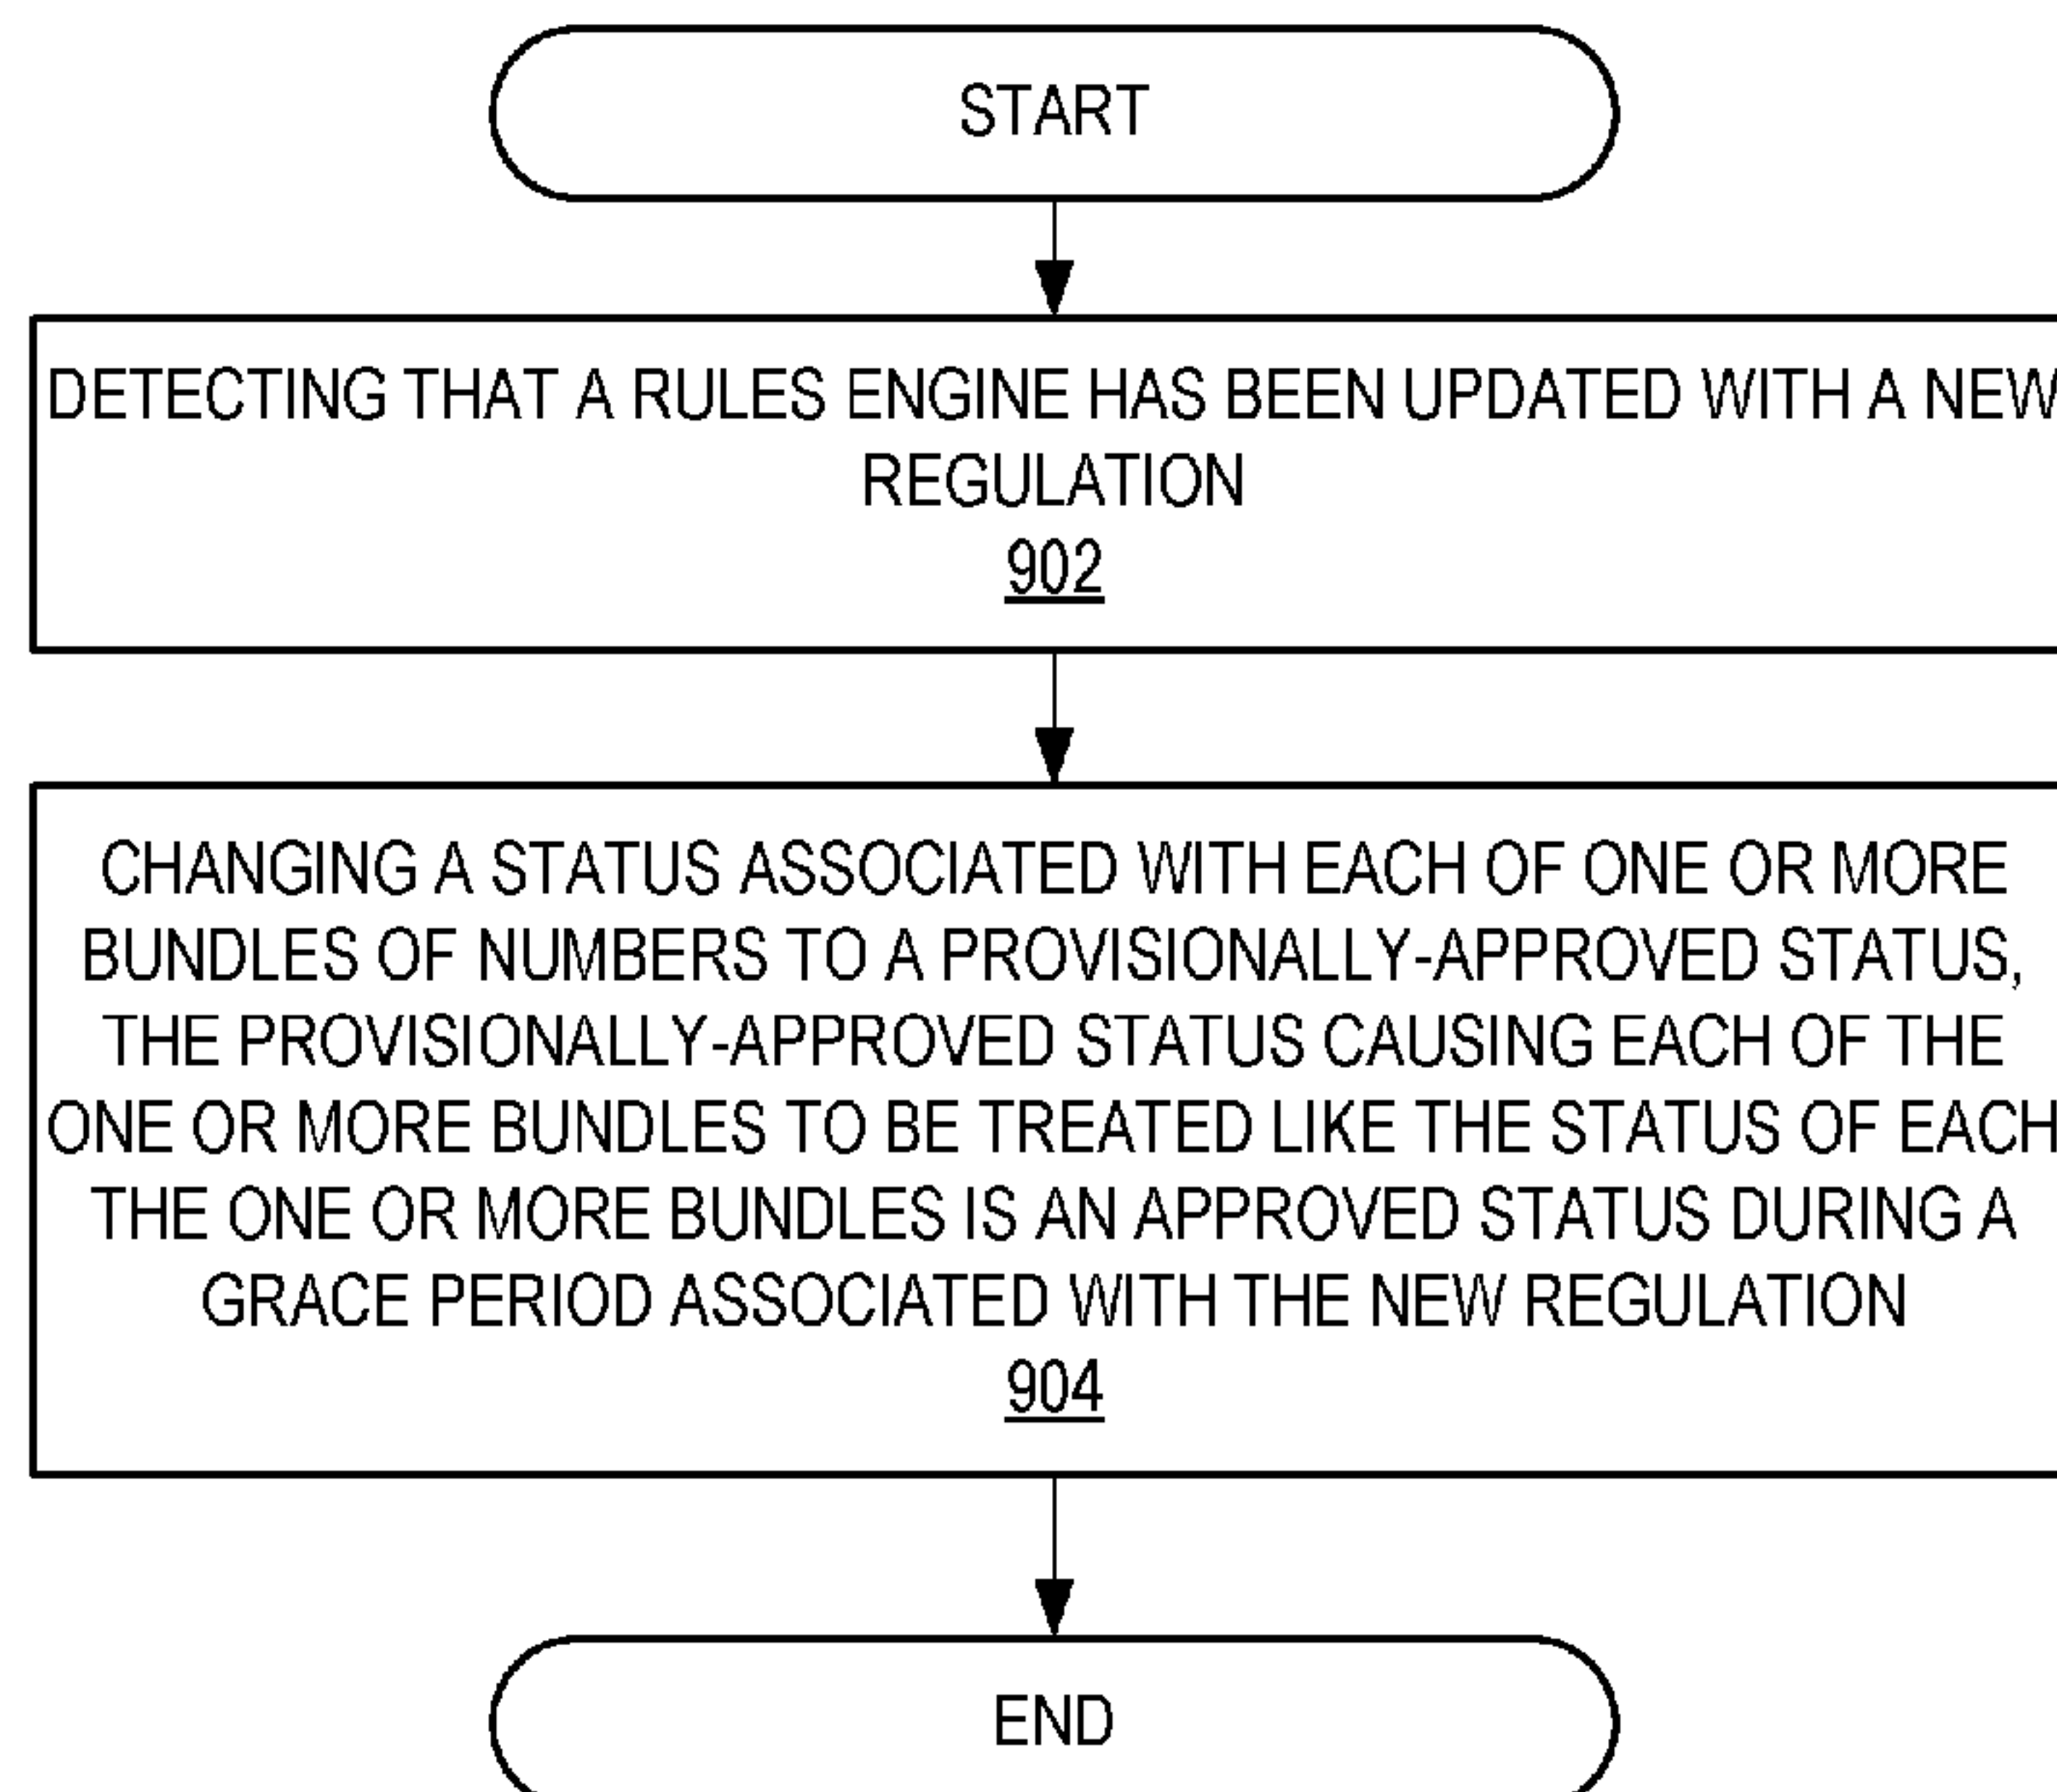 START
DETECTING THAT A RULES ENGINE HAS BEEN UPDATED WITH A NEW
REGULATION
902
CHANGING A STATUS ASSOCIATED WITH EACH OF ONE OR MORE
BUNDLES OF NUMBERS TO A PROVISIONALLY-APPROVED STATUS,
THE PROVISIONALLY-APPROVED STATUS CAUSING EACH OF THE
ONE OR MORE BUNDLES TO BE TREATED LIKE THE STATUS OF EACH
THE ONE OR MORE BUNDLES IS AN APPROVED STATUS DURING A
GRACE PERIOD ASSOCIATED WITH THE NEW REGULATION
904
END